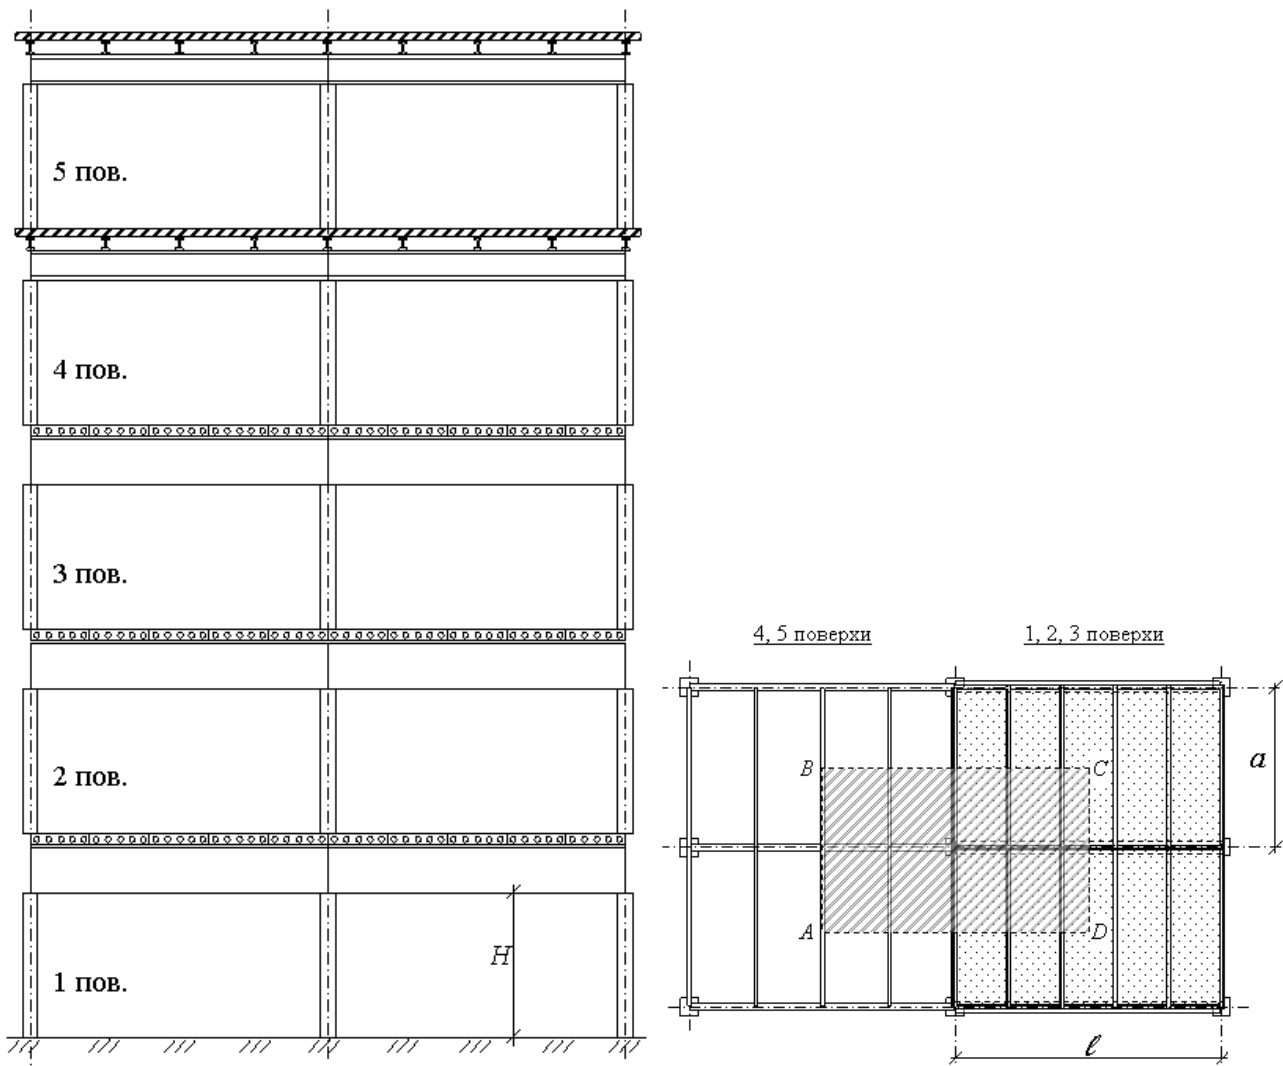 5 пов.
4 пов.
3 пов.
2 пов.
1 пов.
H
4, 5 поверхи
1, 2, 3 поверхи
B
C
a
A
D
ℓ